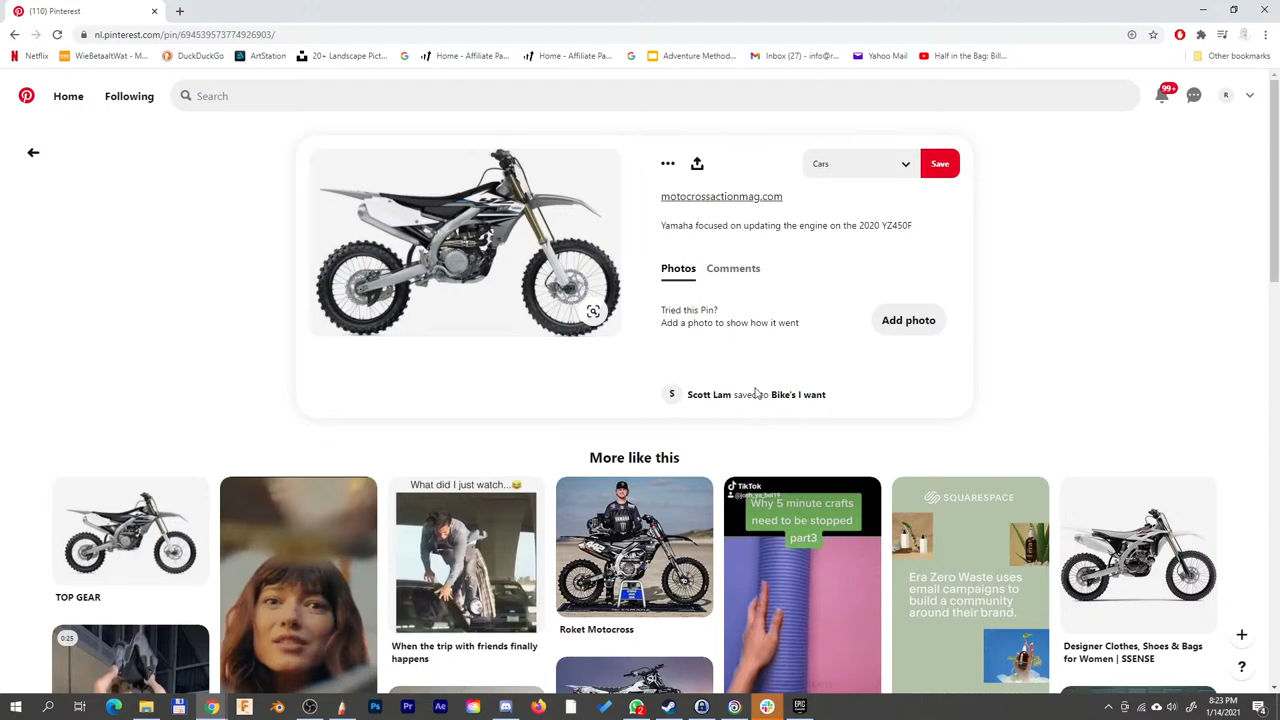 (110) Pinterest
nl.pinterest.com/pin/694539573774926903/
Netflix
WieBetaaltWat - M...
DuckDuckGo
ArtStation
20+ Landscape Pict...
Home - Affiliate Pa...
Home - Affiliate Pa...
Adventure Method...
Inbox (27) - info@r...
Yahoo Mail
Half in the Bag: Bill...
Other bookmarks
Home
Following
Search
99+
R
Cars
Save
motocrossactionmag.com
Yamaha focused on updating the engine on the 2020 YZ450F
Photos
Comments
Tried this Pin?
Add a photo to show how it went
Add photo
S
Scott Lam saved to Bike's I want
More like this
TOP GEAR
0:25
What did I just watch...😂
When the trip with friends finally
happens
Roket Motocross
TikTok
@josh_ya_boi19
Why 5 minute crafts
need to be stopped
part3
SQUARESPACE
Era Zero Waste uses
email campaigns to
build a community
around their brand.
Designer Clothes, Shoes & Bags
for Women | SSENSE
+
?
2
8:23 PM
1/14/2021
4